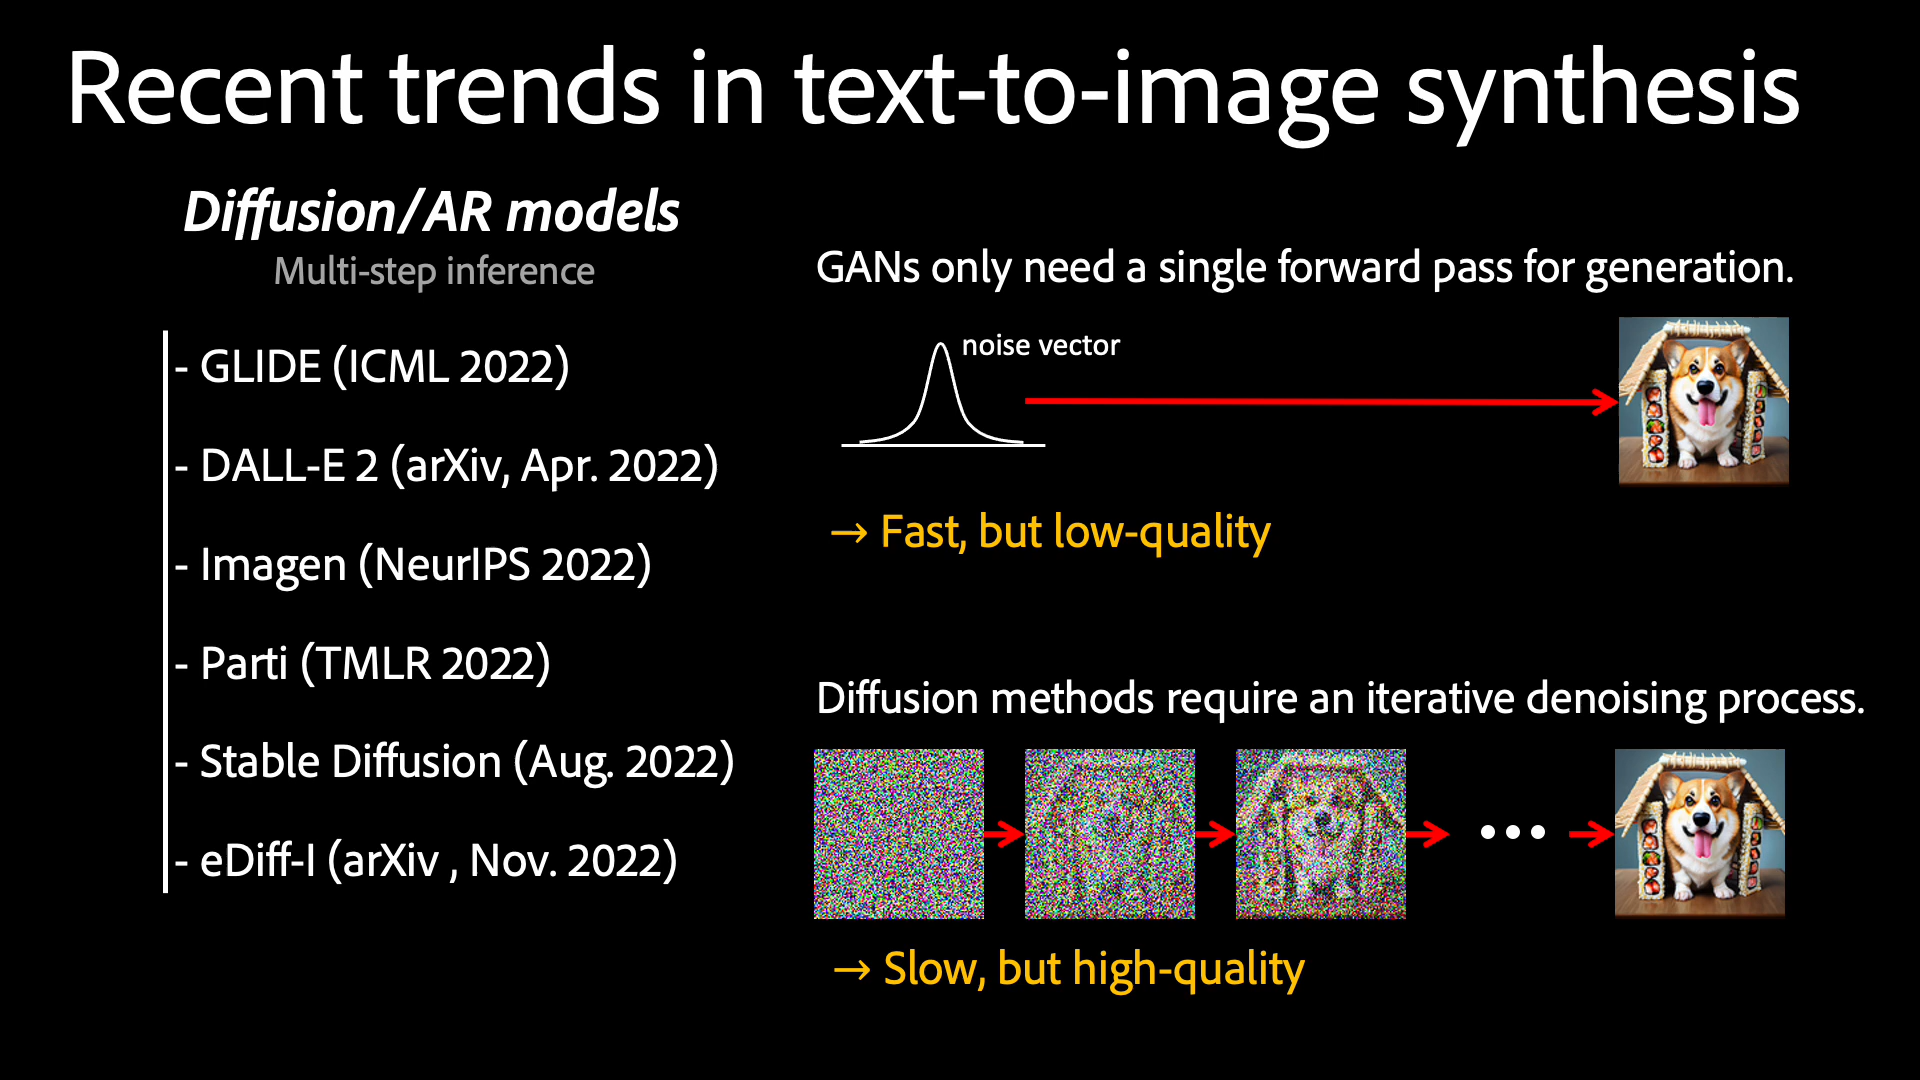 Recent trends in text-to-image synthesis
Diffusion/AR models
Multi-step inference
- GLIDE (ICML 2022)
- DALL-E 2 (arXiv, Apr. 2022)
- Imagen (NeurIPS 2022)
- Parti (TMLR 2022)
- Stable Diffusion (Aug. 2022)
- eDiff-I (arXiv , Nov. 2022)
GANs only need a single forward pass for generation.
noise vector
→ Fast, but low-quality
Diffusion methods require an iterative denoising process.
→ Slow, but high-quality